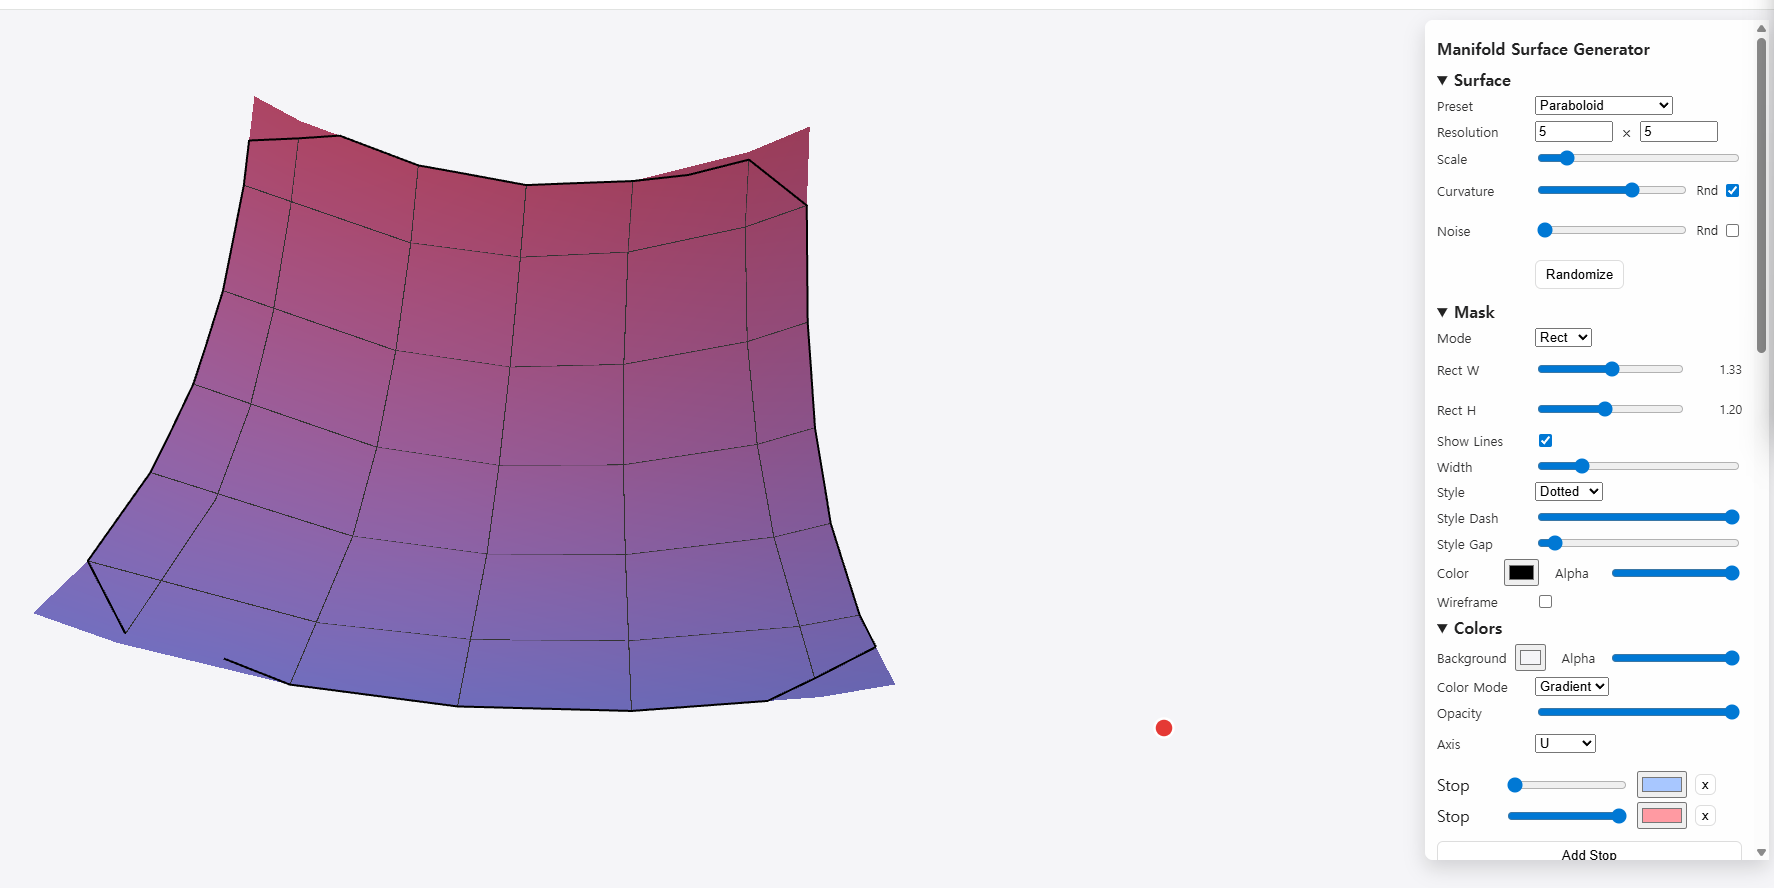 Manifold Surface Generator
▼ Surface
Preset Paraboloid
Resolution 5 x 5
Scale
Curvature Rnd
Noise Rnd
Randomize
▼ Mask
Mode Rect
Rect W 1.33
Rect H 1.20
Show Lines
Width
Style Dotted
Style Dash
Style Gap
Color Alpha
Wireframe
▼ Colors
Background Alpha
Color Mode Gradient
Opacity
Axis U
Stop x
Stop x
Add Stop